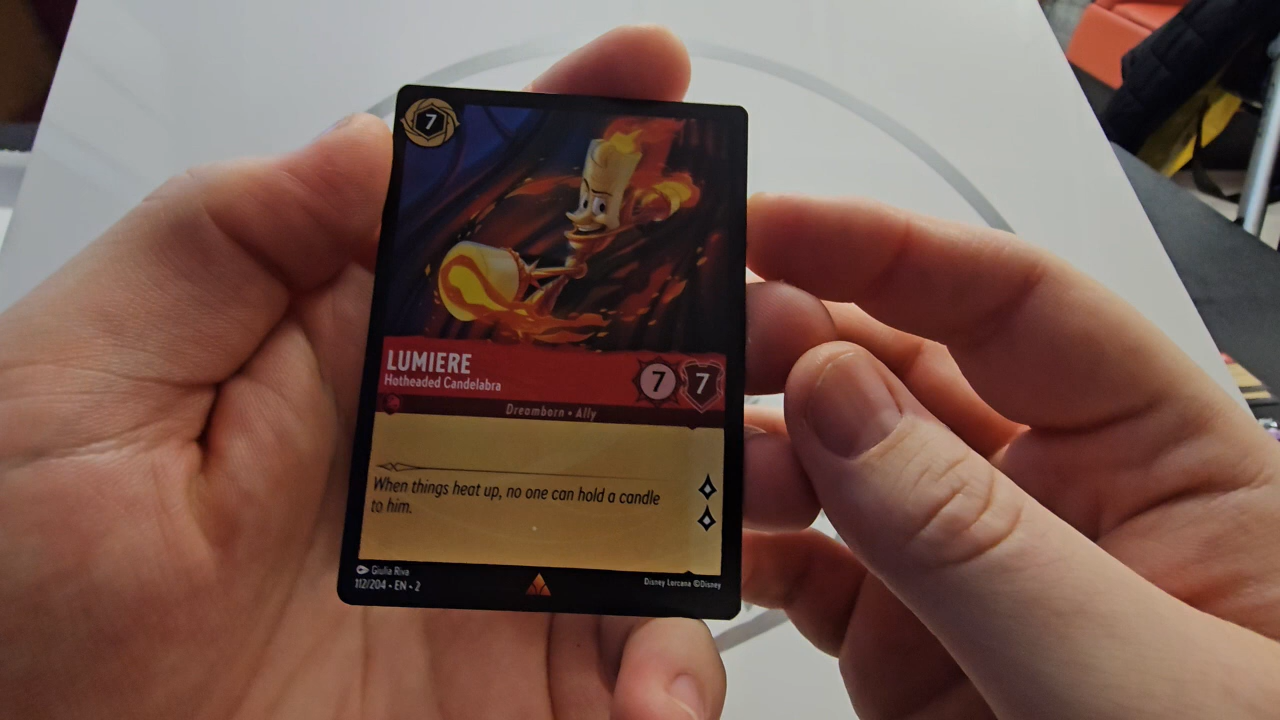 7
LUMIERE
Hotheaded Candelabra
7 7
Dreamborn • Ally
When things heat up, no one can hold a candle
to him.
Giulia Riva
112/204 • EN • 2
Disney Lorcana ©Disney